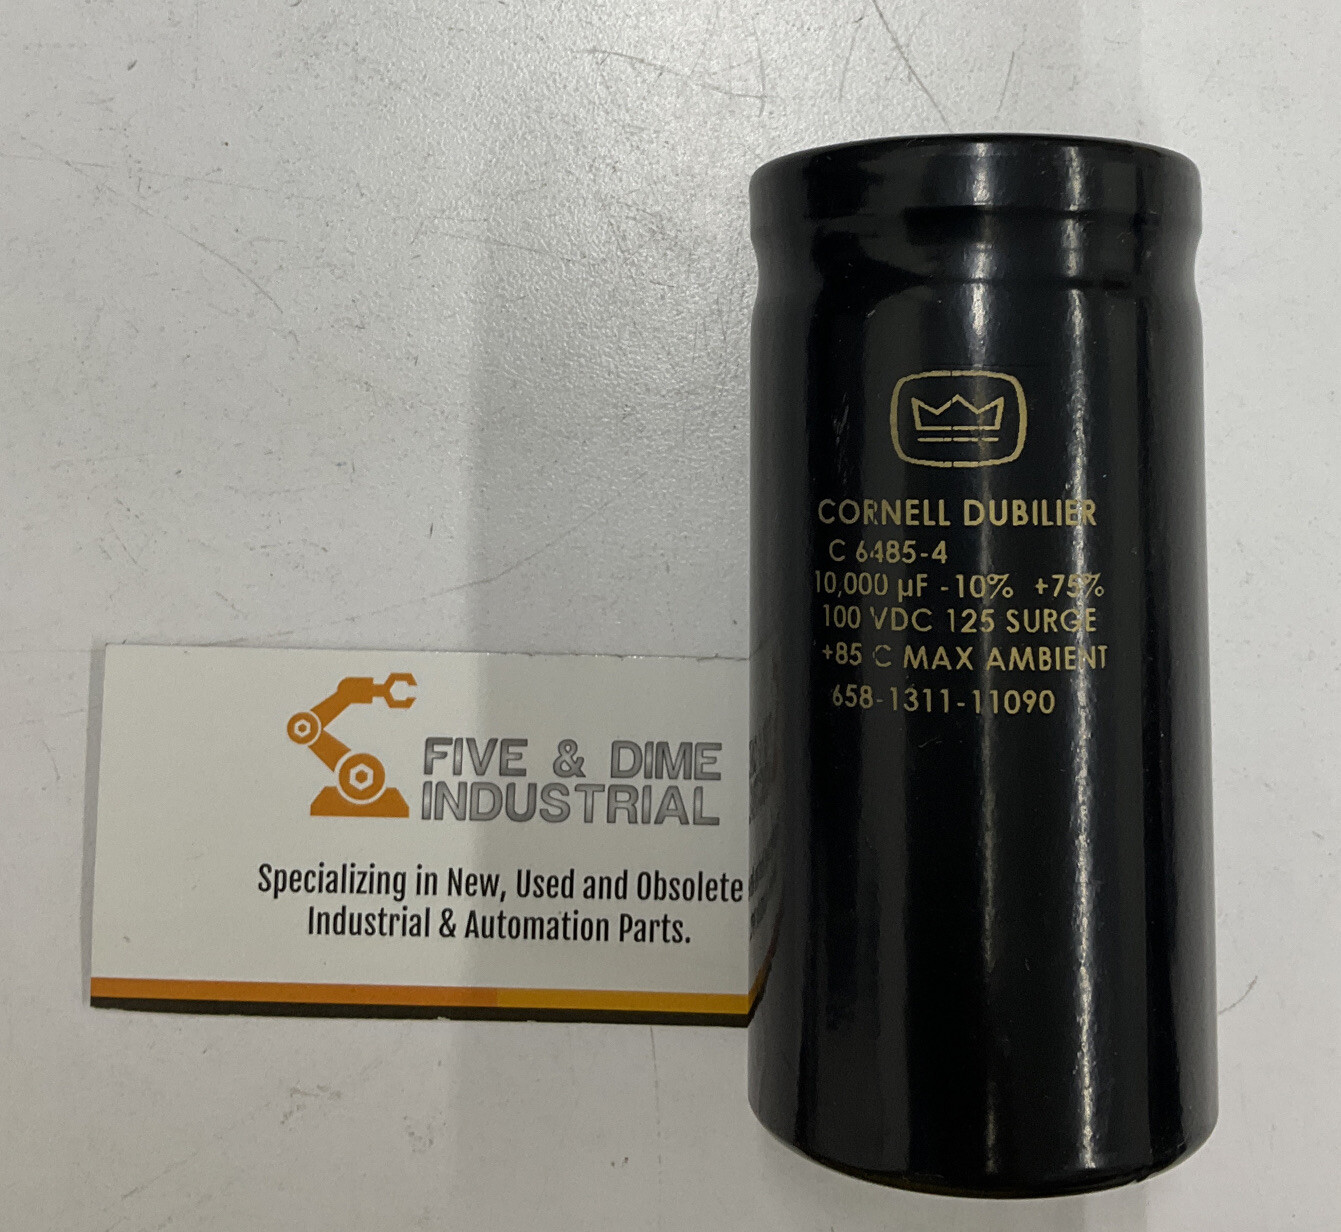 CORNELL DUBILIER
C 6485-4
10,000 µF -10% +75%
100 VDC 125 SURGE
+85 C MAX AMBIENT
658-1311-11090
FIVE & DIME
INDUSTRIAL
Specializing in New, Used and Obsolete
Industrial & Automation Parts.